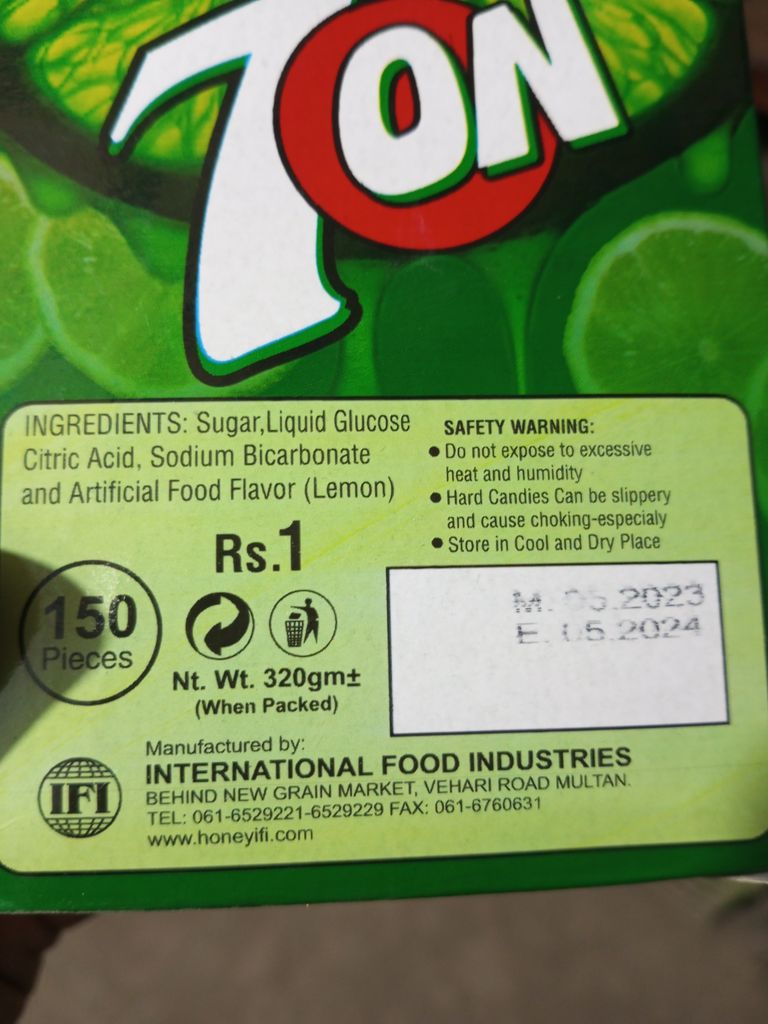 7ON
INGREDIENTS: Sugar,Liquid Glucose
Citric Acid, Sodium Bicarbonate
and Artificial Food Flavor (Lemon)
Rs.1
150
Pieces
Nt. Wt. 320gm±
(When Packed)
SAFETY WARNING:
● Do not expose to excessive
heat and humidity
● Hard Candies Can be slippery
and cause choking-especialy
● Store in Cool and Dry Place
M. 05.2023
E. 05.2024
Manufactured by:
IFI
INTERNATIONAL FOOD INDUSTRIES
BEHIND NEW GRAIN MARKET, VEHARI ROAD MULTAN.
TEL: 061-6529221-6529229 FAX: 061-6760631
www.honeyifi.com